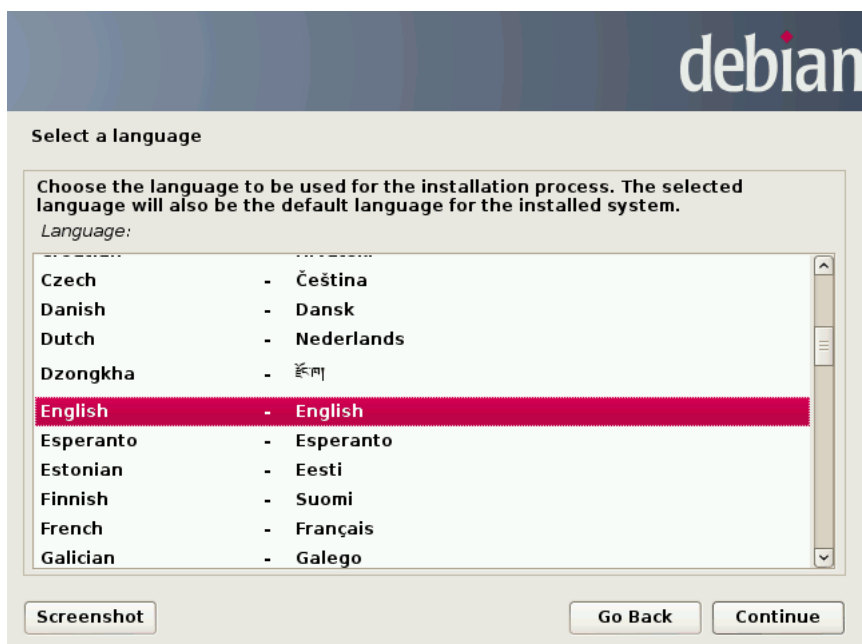 debian
Select a language
Choose the language to be used for the installation process. The selected
language will also be the default language for the installed system.
Language:
Czech - Čeština
Danish - Dansk
Dutch - Nederlands
Dzongkha - རྫོང་ཁ།
English - English
Esperanto - Esperanto
Estonian - Eesti
Finnish - Suomi
French - Français
Galician - Galego
Screenshot Go Back Continue